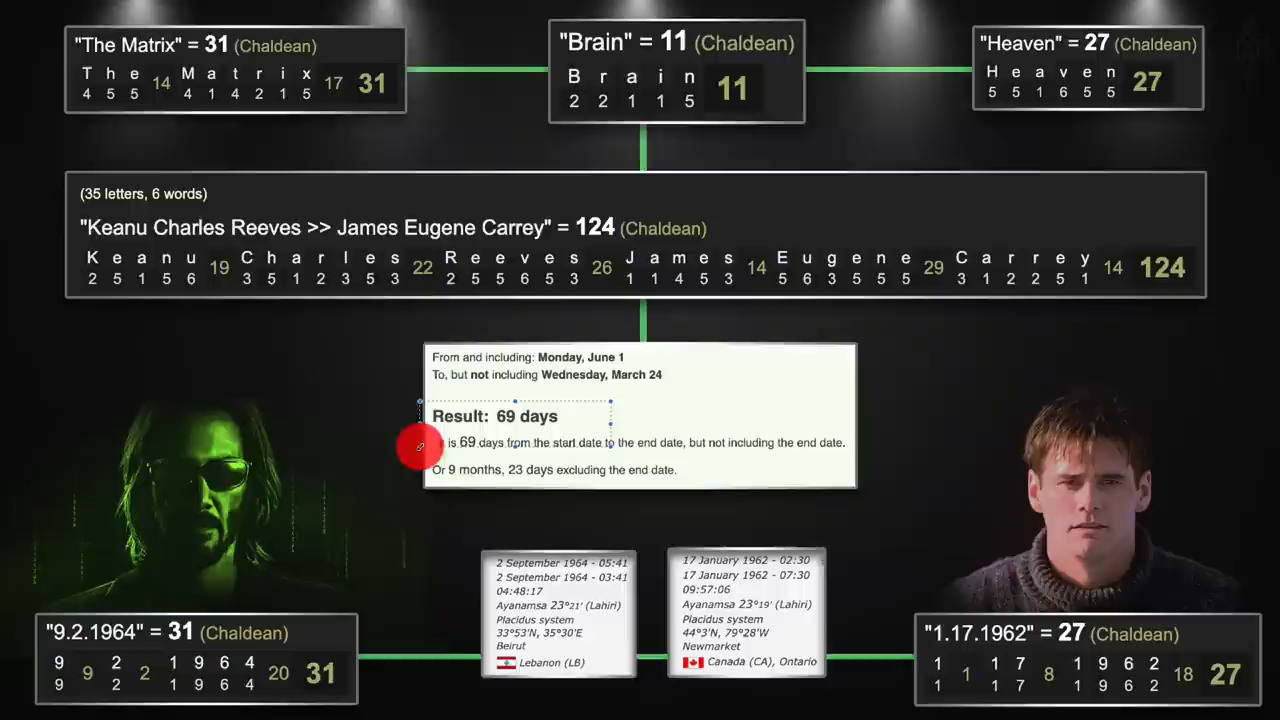 "The Matrix" = 31 (Chaldean)
T h e 14 M a t r i x 17 31
4 5 5 4 1 4 2 1 5
"Brain" = 11 (Chaldean)
B r a i n 11
2 2 1 1 5
"Heaven" = 27 (Chaldean)
H e a v e n 27
5 5 1 6 5 5
(35 letters, 6 words)
"Keanu Charles Reeves >> James Eugene Carrey" = 124 (Chaldean)
K e a n u 19 C h a r l e s 22 R e e v e s 26 J a m e s 14 E u g e n e 29 C a r r e y 14 124
2 5 1 5 6 3 5 1 2 3 5 3 2 5 5 6 5 3 1 1 4 5 3 5 6 3 5 5 5 3 1 2 2 5 1
From and including: Monday, June 1
To, but not including Wednesday, March 24
Result: 69 days
is 69 days from the start date to the end date, but not including the end date.
Or 9 months, 23 days excluding the end date.
2 September 1964 - 05:41
2 September 1964 - 03:41
04:48:17
Ayanamsa 23°21' (Lahiri)
Placidus system
33°53'N, 35°30'E
Beirut
Lebanon (LB)
17 January 1962 - 02:30
17 January 1962 - 07:30
09:57:06
Ayanamsa 23°19' (Lahiri)
Placidus system
44°3'N, 79°28'W
Newmarket
Canada (CA), Ontario
"9.2.1964" = 31 (Chaldean)
9 9 2 2 1 9 6 4 20 31
9 2 1 9 6 4
"1.17.1962" = 27 (Chaldean)
1 1 1 7 8 1 9 6 2 18 27
1 1 7 1 9 6 2